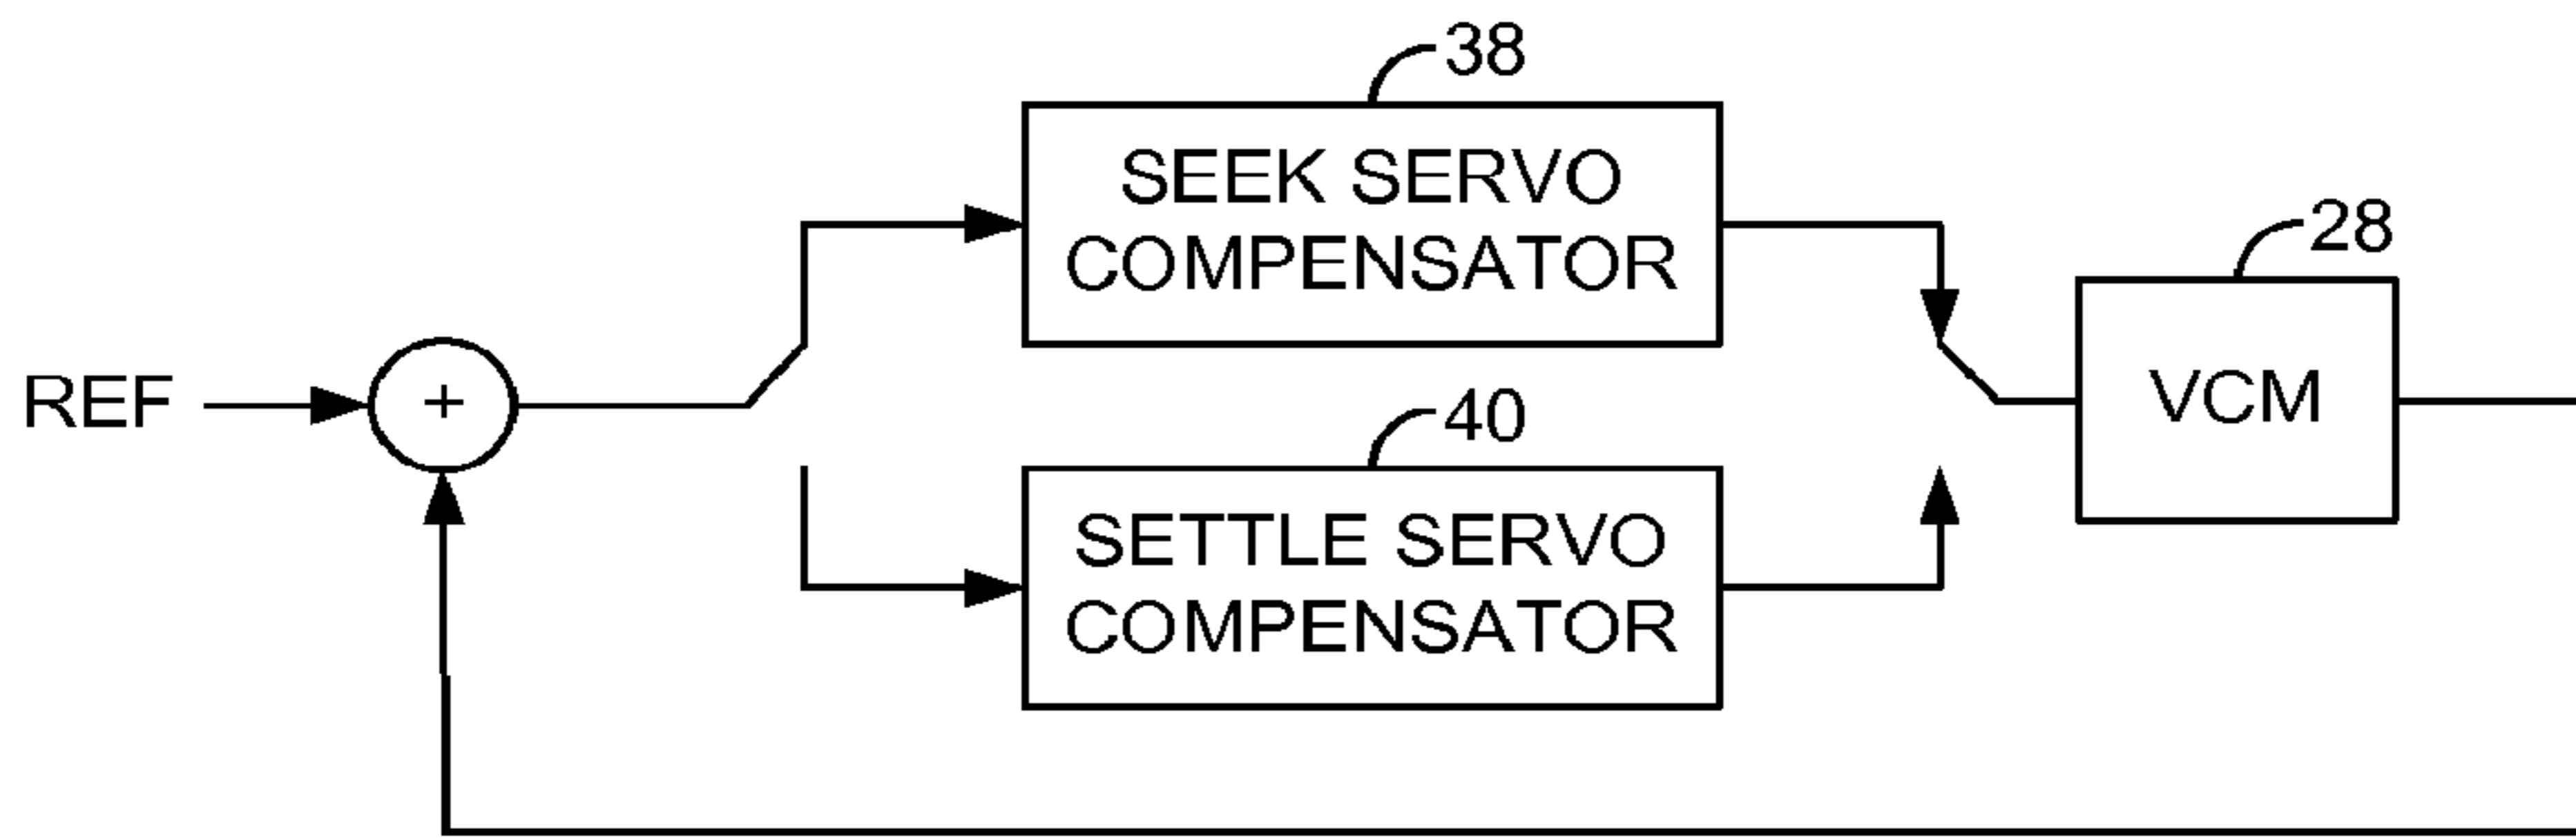 38
SEEK SERVO
COMPENSATOR
28
REF
+
VCM
40
SETTLE SERVO
COMPENSATOR